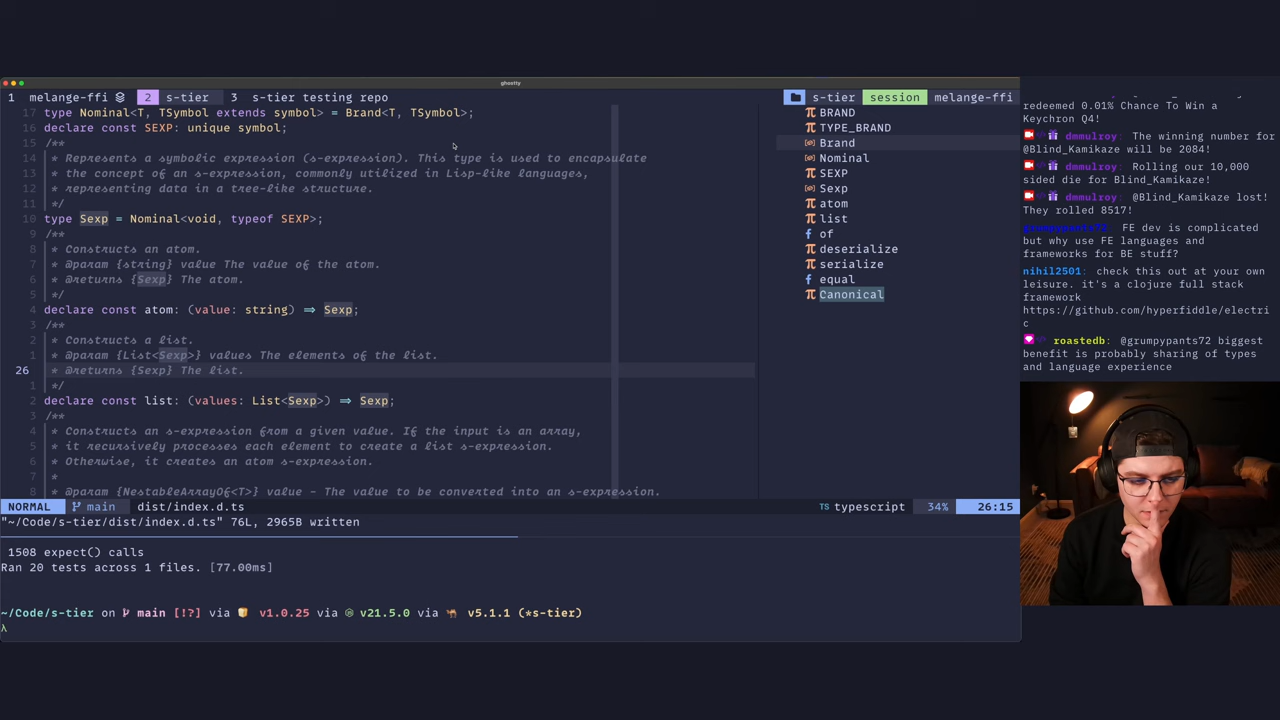 ghostty
1 melange-ffi 2 s-tier 3 s-tier testing repo s-tier session melange-ffi
17 type Nominal<T, TSymbol extends symbol> = Brand<T, TSymbol>;
16 declare const SEXP: unique symbol;
15 /**
14 * Represents a symbolic expression (s-expression). This type is used to encapsulate
13 * the concept of an s-expression, commonly utilized in Lisp-like languages,
12 * representing data in a tree-like structure.
11 */
10 type Sexp = Nominal<void, typeof SEXP>;
9 /**
8 * Constructs an atom.
7 * @param {string} value The value of the atom.
6 * @returns {Sexp} The atom.
5 */
4 declare const atom: (value: string) => Sexp;
3 /**
2 * Constructs a list.
1 * @param {List<Sexp>} values The elements of the list.
26 * @returns {Sexp} The list.
1 */
2 declare const list: (values: List<Sexp>) => Sexp;
3 /**
4 * Constructs an s-expression from a given value. If the input is an array,
5 * it recursively processes each element to create a list s-expression.
6 * Otherwise, it creates an atom s-expression.
7 *
8 * @param {NestableArrayOf<T>} value - The value to be converted into an s-expression.
BRAND
TYPE_BRAND
Brand
Nominal
SEXP
Sexp
atom
list
f of
deserialize
serialize
f equal
Canonical
NORMAL main dist/index.d.ts TS typescript 34% 26:15
"~/Code/s-tier/dist/index.d.ts" 76L, 2965B written
1508 expect() calls
Ran 20 tests across 1 files. [77.00ms]
~/Code/s-tier on main [!?] via v1.0.25 via v21.5.0 via v5.1.1 (*s-tier)
λ
redeemed 0.01% Chance To Win a
Keychron Q4!
dmmulroy: The winning number for
@Blind_Kamikaze will be 2084!
dmmulroy: Rolling our 10,000
sided die for Blind_Kamikaze!
dmmulroy: @Blind_Kamikaze lost!
They rolled 8517!
grumpypants72: FE dev is complicated
but why use FE languages and
frameworks for BE stuff?
nihil2501: check this out at your own
leisure. it's a clojure full stack
framework
https://github.com/hyperfiddle/electri
c
roastedb: @grumpypants72 biggest
benefit is probably sharing of types
and language experience